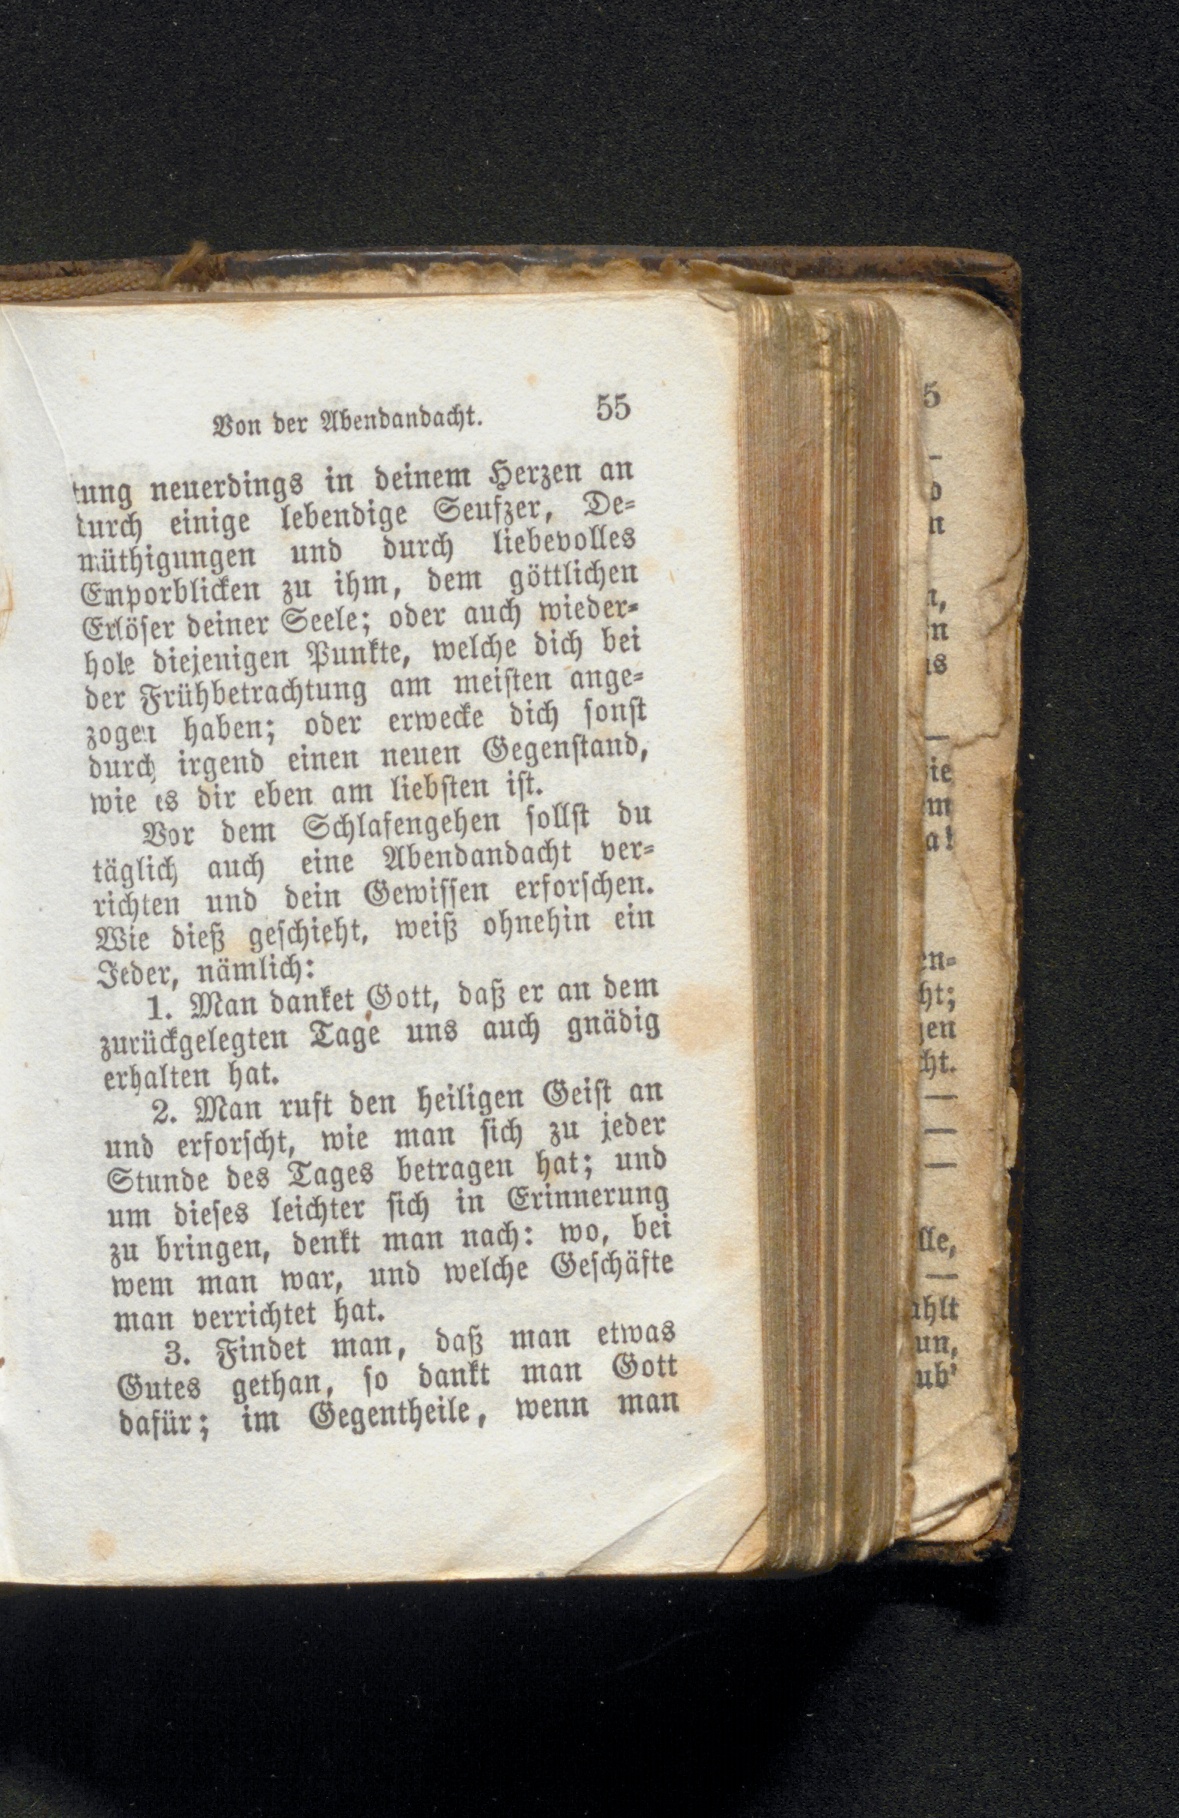 Von der Abendandacht. 55
tung neuerdings in deinem Herzen an
durch einige lebendige Seufzer, De-
müthigungen und durch liebevolles
Emporblicken zu ihm, dem göttlichen
Erlöser deiner Seele; oder auch wieder-
hole diejenigen Punkte, welche dich bei
der Frühbetrachtung am meisten ange-
zogen haben; oder erwecke dich sonst
durch irgend einen neuen Gegenstand,
wie es dir eben am liebsten ist.
Vor dem Schlafengehen sollst du
täglich auch eine Abendandacht ver-
richten und dein Gewissen erforschen.
Wie dieß geschieht, weiß ohnehin ein
Jeder, nämlich:
1. Man danket Gott, daß er an dem
zurückgelegten Tage uns auch gnädig
erhalten hat.
2. Man ruft den heiligen Geist an
und erforscht, wie man sich zu jeder
Stunde des Tages betragen hat; und
um dieses leichter sich in Erinnerung
zu bringen, denkt man nach: wo, bei
wem man war, und welche Geschäfte
man verrichtet hat.
3. Findet man, daß man etwas
Gutes gethan, so dankt man Gott
dafür; im Gegentheile, wenn man